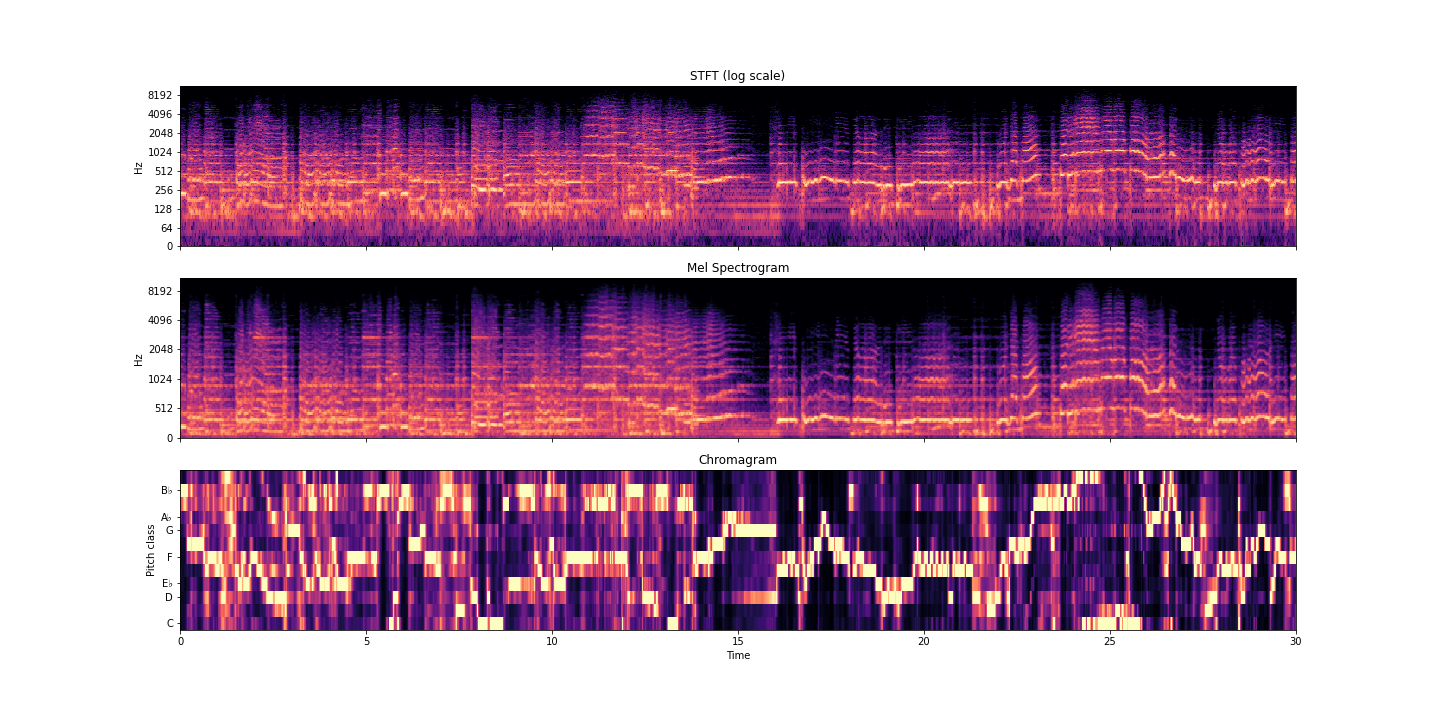 STFT (log scale)
8192
4096
2048
1024
512
256
128
64
0
Hz
Mel Spectrogram
8192
4096
2048
1024
512
0
Hz
Chromagram
B♭
A♭
G
F
E♭
D
C
Pitch class
0 5 10 15 20 25 30
Time